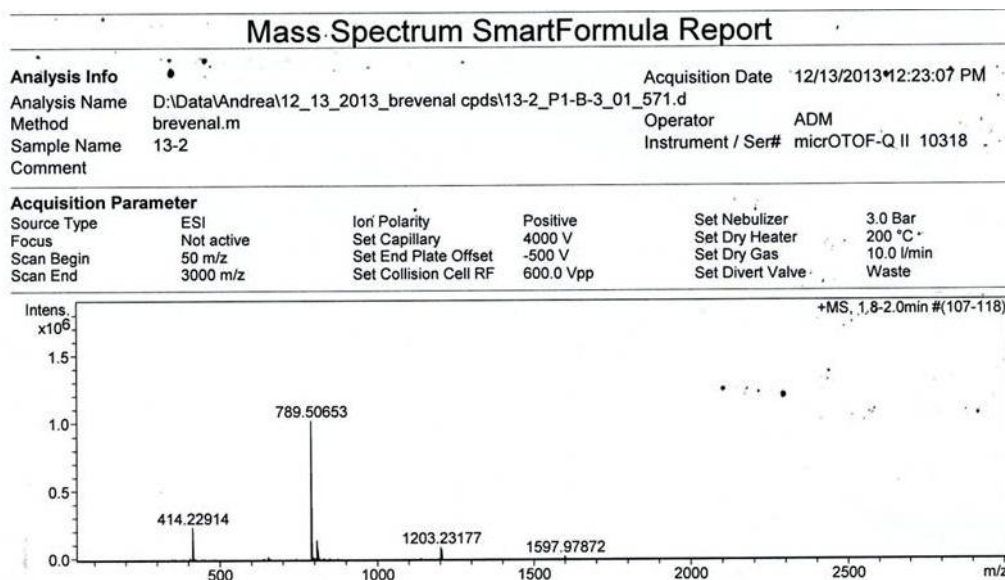 Mass Spectrum SmartFormula Report
Analysis Info
Acquisition Date 12/13/2013 12:23:07 PM
Analysis Name D:\Data\Andrea\12_13_2013_brevenal cpds\13-2_P1-B-3_01_571.d
Method brevenal.m Operator ADM
Sample Name 13-2 Instrument / Ser# micrOTOF-Q II 10318
Comment
Acquisition Parameter
Source Type ESI Ion Polarity Positive Set Nebulizer 3.0 Bar
Focus Not active Set Capillary 4000 V Set Dry Heater 200 °C
Scan Begin 50 m/z Set End Plate Offset -500 V Set Dry Gas 10.0 l/min
Scan End 3000 m/z Set Collision Cell RF 600.0 Vpp Set Divert Valve Waste
Intens.
x10^6
+MS, 1.8-2.0min #(107-118)
1.5
789.50653
1.0
0.5
414.22914
1203.23177
1597.97872
0.0
500 1000 1500 2000 2500 m/z